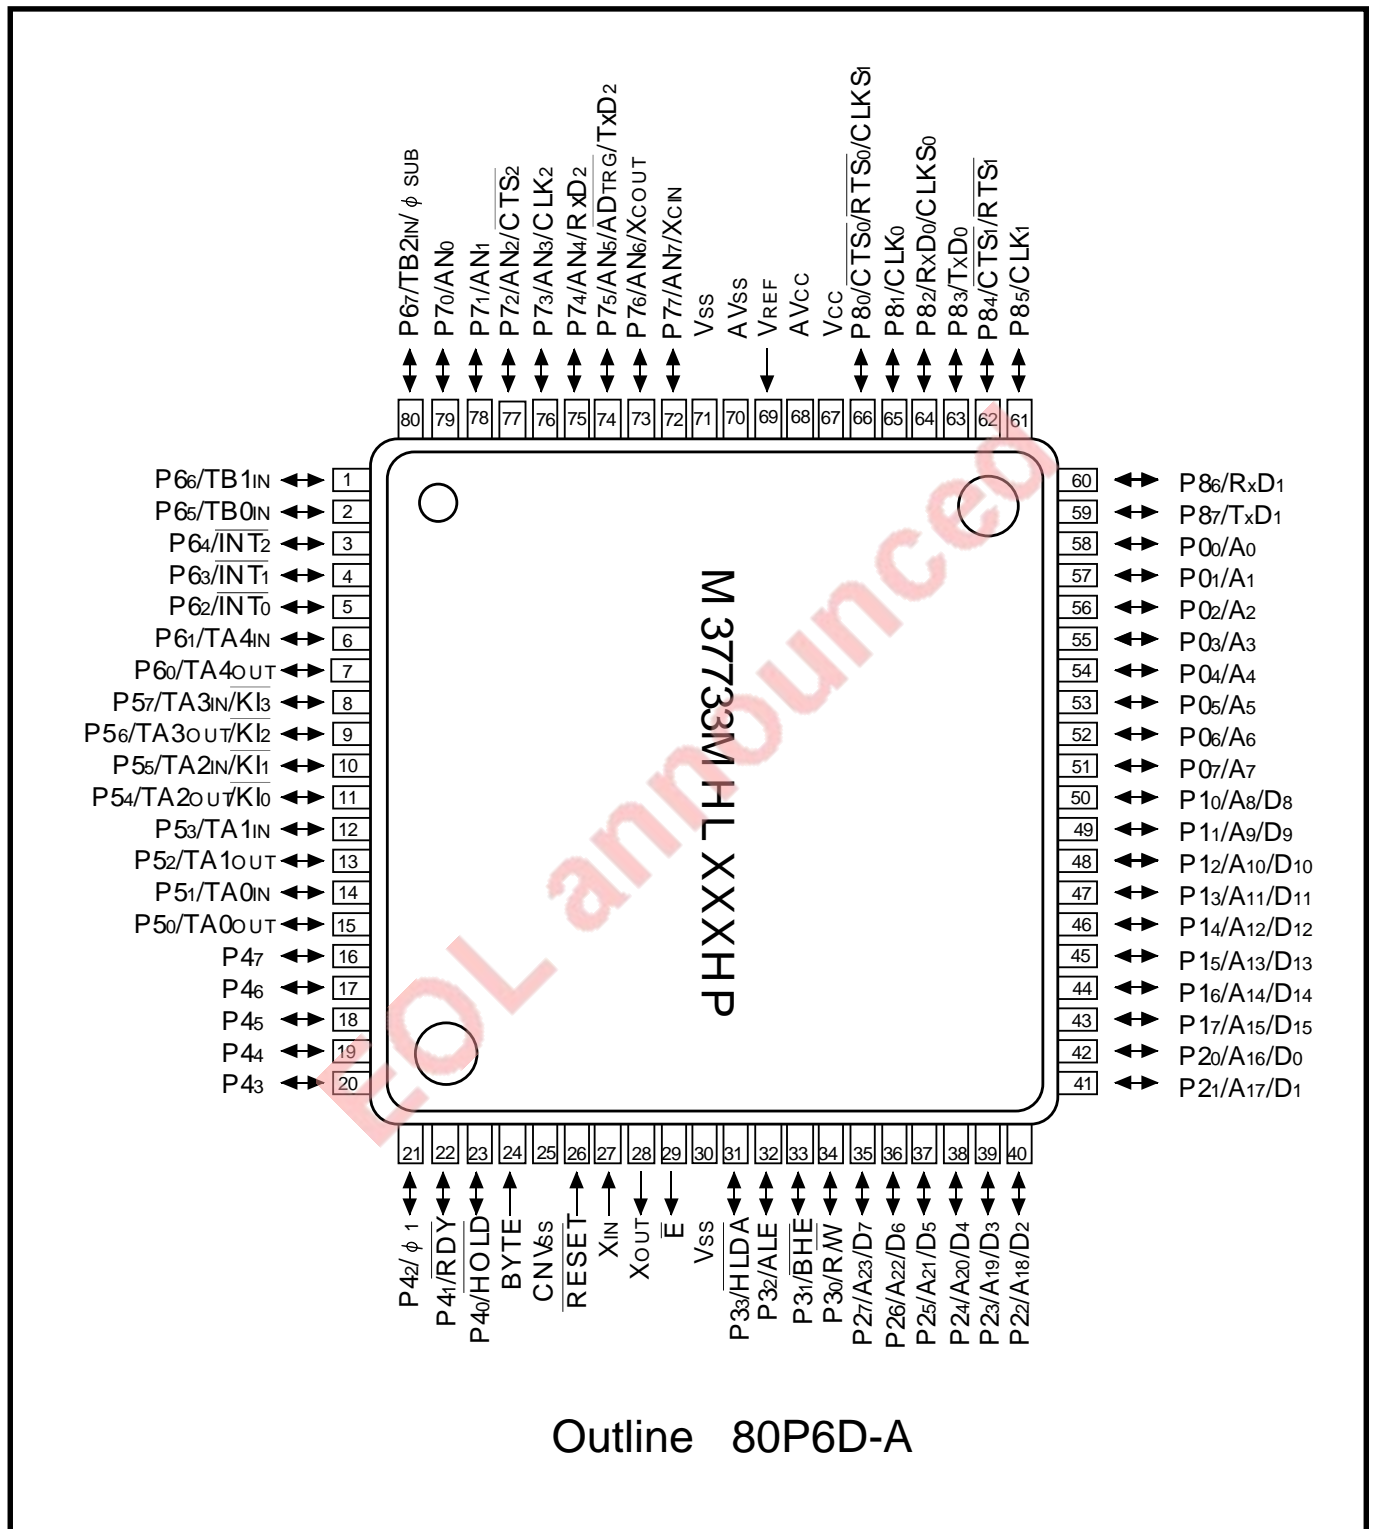 P67/TB2IN/ϕ SUB
P70/AN0
P71/AN1
P72/AN2/CTS2
P73/AN3/CLK2
P74/AN4/RxD2
P75/AN5/ADTRG/TxD2
P76/AN6/XCOUT
P77/AN7/XCIN
VSS
AVSS
VREF
AVCC
VCC
P80/CTS0/RTS0/CLKS1
P81/CLK0
P82/RxD0/CLKS0
P83/TxD0
P84/CTS1/RTS1
P85/CLK1
80 79 78 77 76 75 74 73 72 71 70 69 68 67 66 65 64 63 62 61
P66/TB1IN 1
P65/TB0IN 2
P64/INT2 3
P63/INT1 4
P62/INT0 5
P61/TA4IN 6
P60/TA4OUT 7
P57/TA3IN/KI3 8
P56/TA3OUT/KI2 9
P55/TA2IN/KI1 10
P54/TA2OUT/KI0 11
P53/TA1IN 12
P52/TA1OUT 13
P51/TA0IN 14
P50/TA0OUT 15
P47 16
P46 17
P45 18
P44 19
P43 20
M37733MHLXXXHP
EOL announced
60 P86/RxD1
59 P87/TxD1
58 P00/A0
57 P01/A1
56 P02/A2
55 P03/A3
54 P04/A4
53 P05/A5
52 P06/A6
51 P07/A7
50 P10/A8/D8
49 P11/A9/D9
48 P12/A10/D10
47 P13/A11/D11
46 P14/A12/D12
45 P15/A13/D13
44 P16/A14/D14
43 P17/A15/D15
42 P20/A16/D0
41 P21/A17/D1
21 22 23 24 25 26 27 28 29 30 31 32 33 34 35 36 37 38 39 40
P42/ϕ 1
P41/RDY
P40/HOLD
BYTE
CNVSS
RESET
XIN
XOUT
E
VSS
P33/HLDA
P32/ALE
P31/BHE
P30/R/W
P27/A23/D7
P26/A22/D6
P25/A21/D5
P24/A20/D4
P23/A19/D3
P22/A18/D2
Outline 80P6D-A